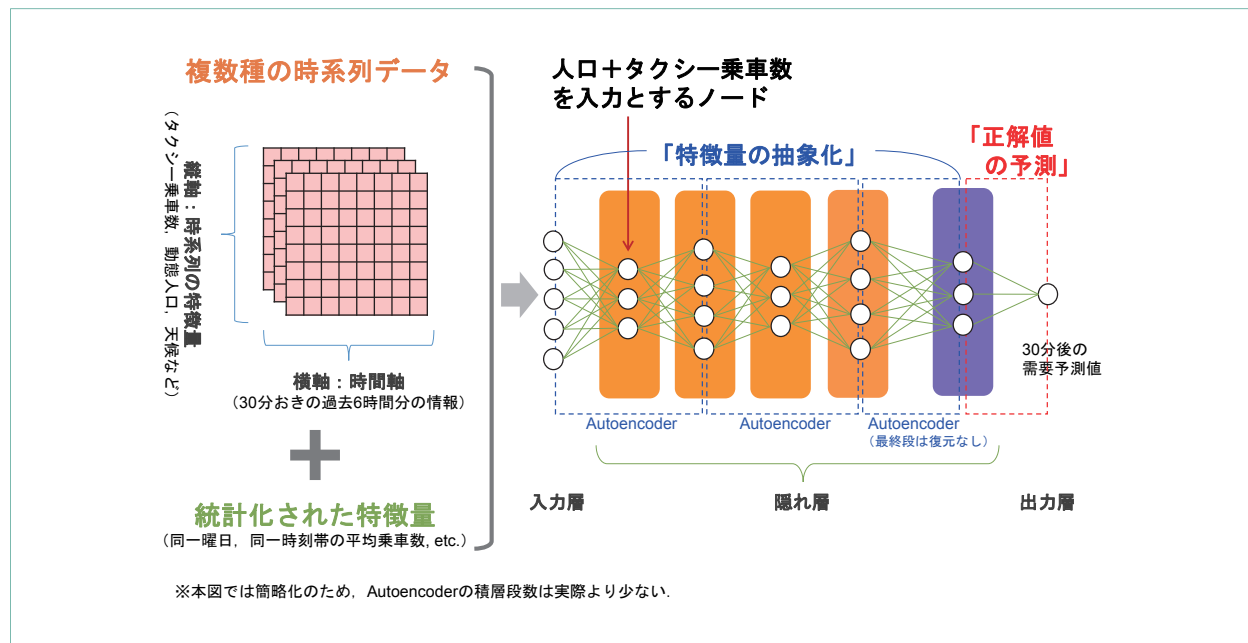 複数種の時系列データ
縦軸：時系列の特徴量
（タクシー乗車数，動態人口，天候など）
横軸：時間軸
（30分おきの過去6時間分の情報）
統計化された特徴量
（同一曜日，同一時刻帯の平均乗車数, etc.）
人口＋タクシー乗車数
を入力とするノード
「特徴量の抽象化」
「正解値
の予測」
30分後の
需要予測値
Autoencoder
Autoencoder
Autoencoder
（最終段は復元なし）
入力層
隠れ層
出力層
※本図では簡略化のため，Autoencoderの積層段数は実際より少ない.